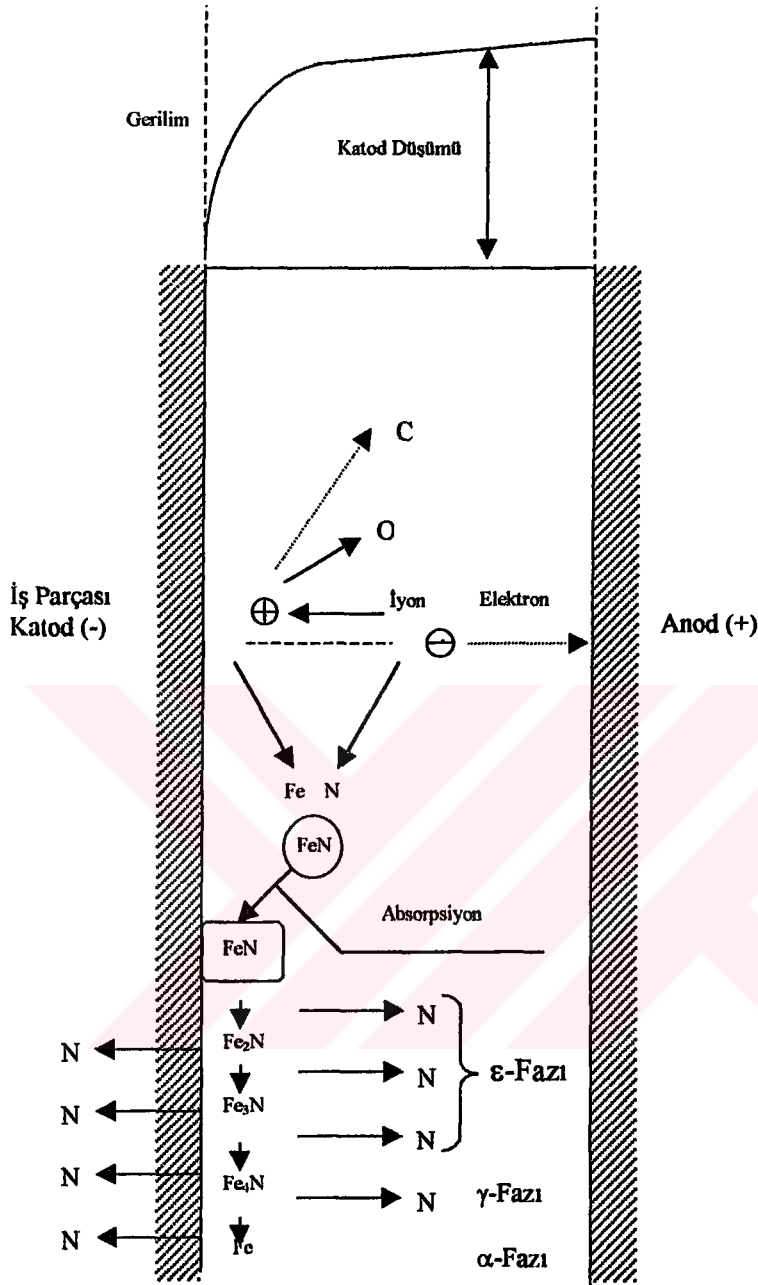 Gerilim
Katod Düşümü
C
O
İş Parçası
Katod (-)
İyon
Elektron
Anod (+)
Fe N
FeN
Absorpsiyon
FeN
N
Fe₂N
N
N
ε-Fazı
Fe₃N
N
N
N
Fe₄N
N
N
γ-Fazı
Fe
N
α-Fazı